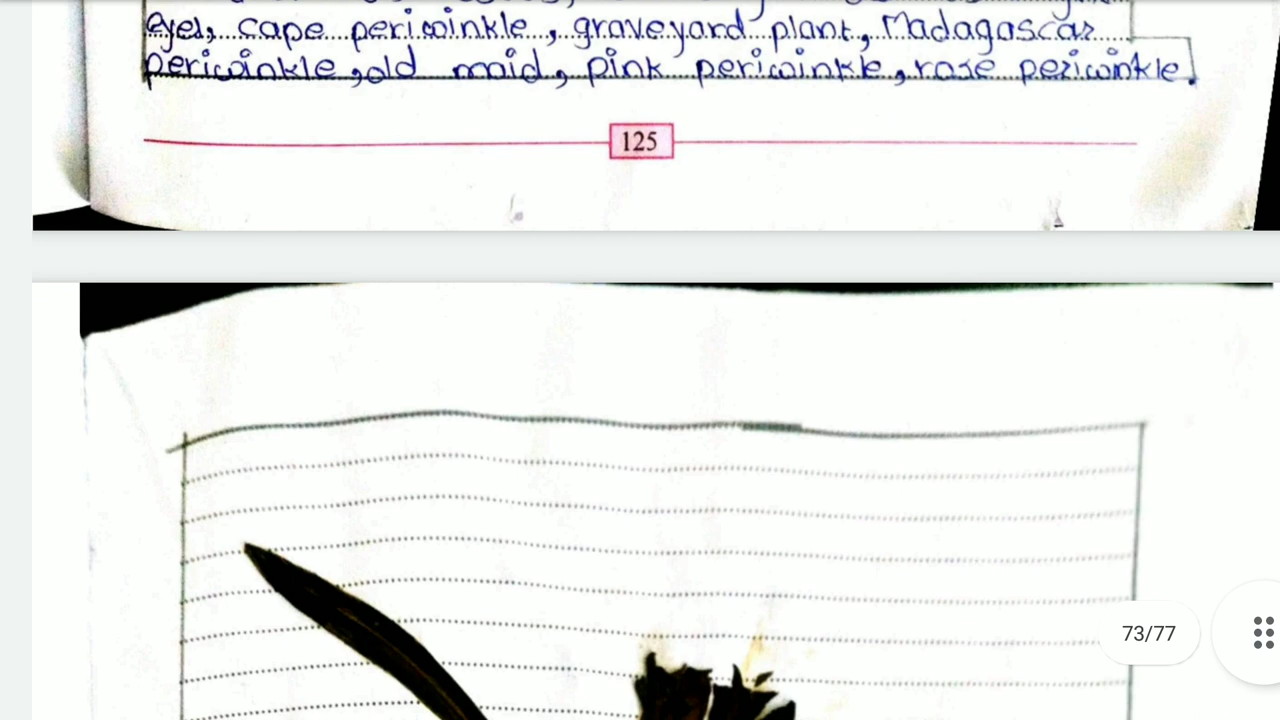 eyes, cape periwinkle, graveyard plant, Madagascar
periwinkle, old maid, pink periwinkle, rose periwinkle.
125
73/77